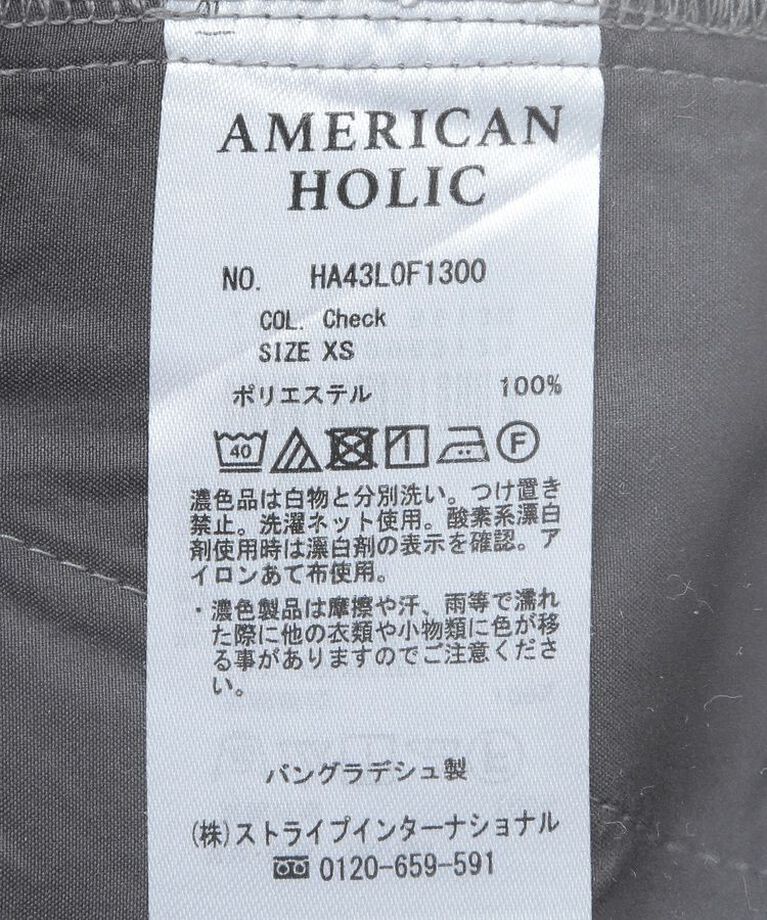 AMERICAN
HOLIC
NO. HA43L0F1300
COL. Check
SIZE XS
ポリエステル 100%
40
F
濃色品は白物と分別洗い。つけ置き
禁止。洗濯ネット使用。酸素系漂白
剤使用時は漂白剤の表示を確認。ア
イロンあて布使用。
・濃色製品は摩擦や汗、雨等で濡れ
た際に他の衣類や小物類に色が移
る事がありますのでご注意くださ
い。
バングラデシュ製
(株)ストライプインターナショナル
0120-659-591